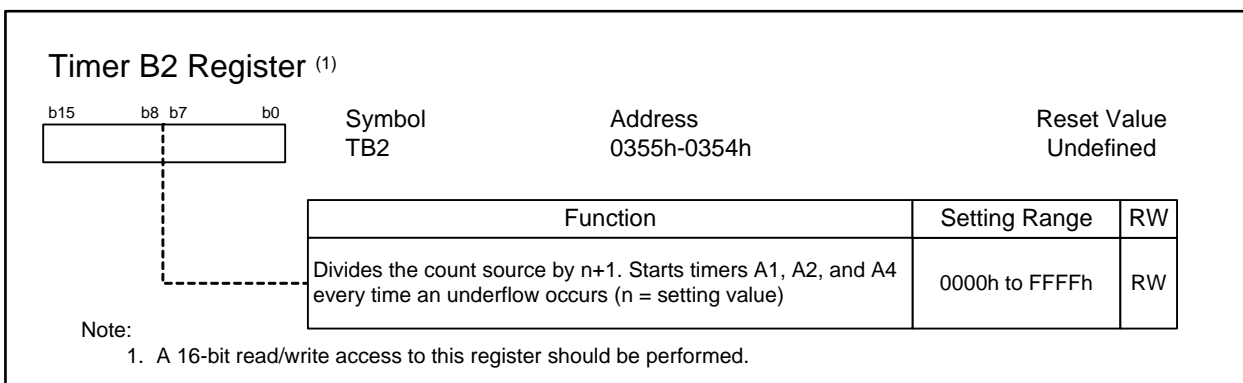 Timer B2 Register (1)
b15 b8 b7 b0
Symbol Address Reset Value
TB2 0355h-0354h Undefined
Function Setting Range RW
Divides the count source by n+1. Starts timers A1, A2, and A4
every time an underflow occurs (n = setting value)
0000h to FFFFh RW
Note:
1. A 16-bit read/write access to this register should be performed.